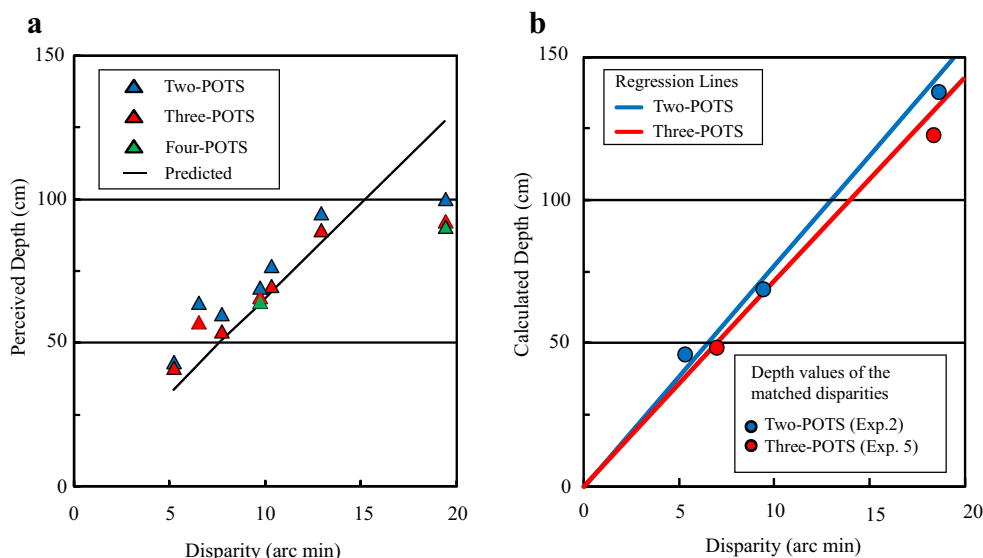 a
150
100
50
0
Perceived Depth (cm)
Two-POTS
Three-POTS
Four-POTS
Predicted
0
5
10
15
20
Disparity (arc min)
b
150
100
50
0
Calculated Depth (cm)
Regression Lines
Two-POTS
Three-POTS
Depth values of the
matched disparities
Two-POTS (Exp.2)
Three-POTS (Exp. 5)
0
5
10
15
20
Disparity (arc min)